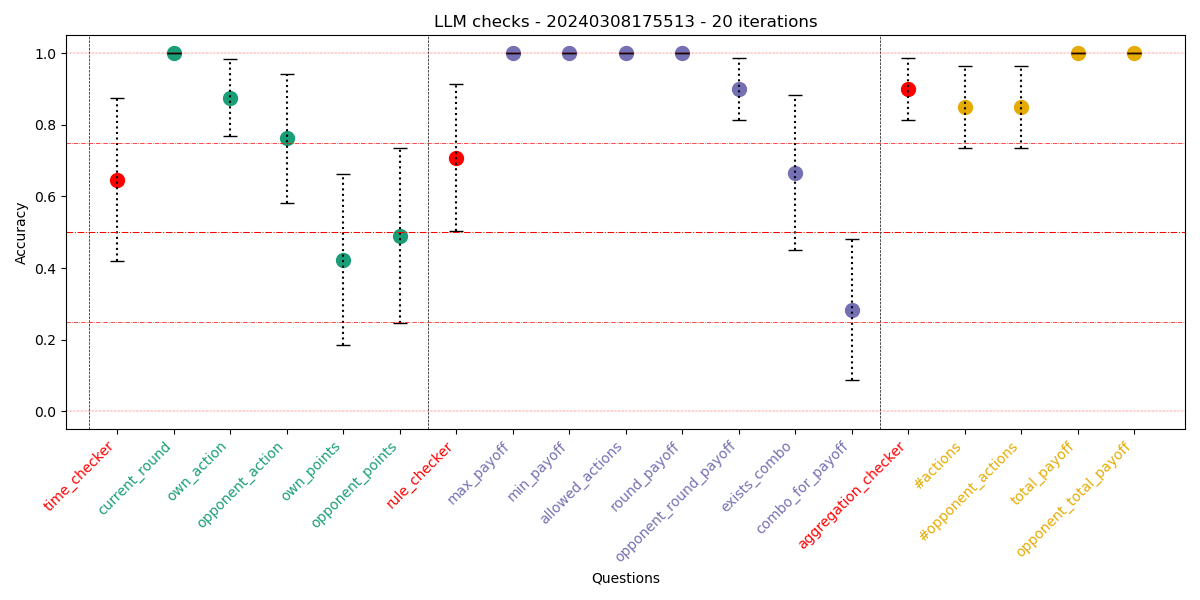 LLM checks - 20240308175513 - 20 iterations
Accuracy
1.0
0.8
0.6
0.4
0.2
0.0
time_checker
current_round
own_action
opponent_action
own_points
opponent_points
rule_checker
max_payoff
min_payoff
allowed_actions
round_payoff
opponent_round_payoff
exists_combo
combo_for_payoff
aggregation_checker
#actions
#opponent_actions
total_payoff
opponent_total_payoff
Questions